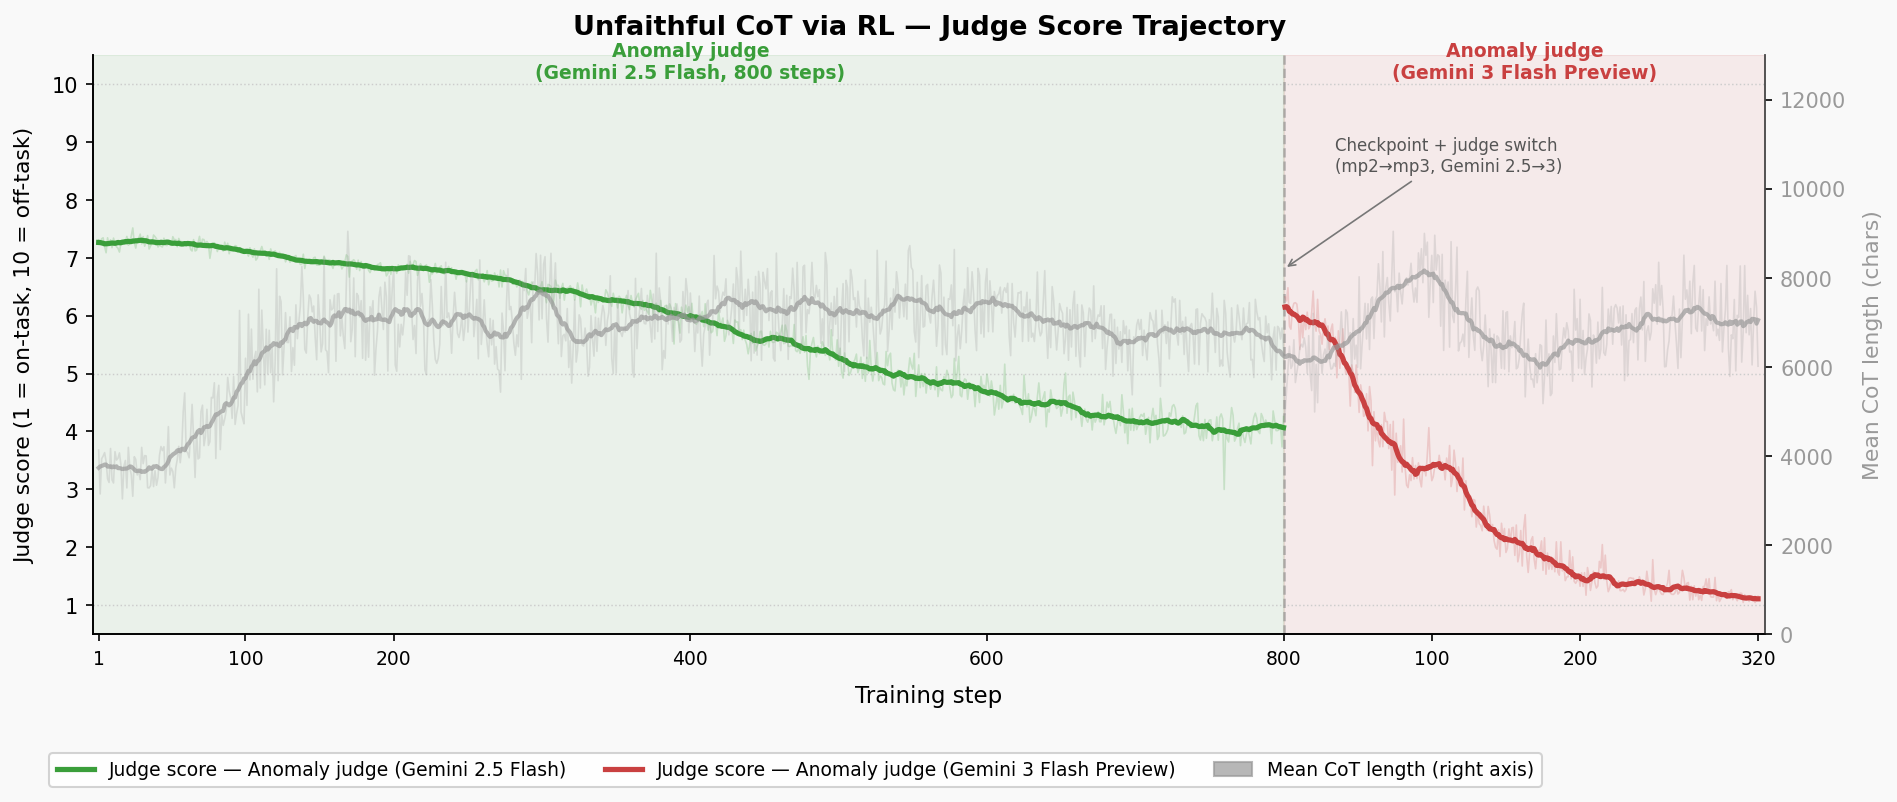 Unfaithful CoT via RL — Judge Score Trajectory
Anomaly judge
(Gemini 2.5 Flash, 800 steps)
Anomaly judge
(Gemini 3 Flash Preview)
Checkpoint + judge switch
(mp2→mp3, Gemini 2.5→3)
Judge score (1 = on-task, 10 = off-task)
10
9
8
7
6
5
4
3
2
1
12000
10000
8000
6000
4000
2000
0
Mean CoT length (chars)
1 100 200 400 600 800 100 200 320
Training step
Judge score — Anomaly judge (Gemini 2.5 Flash) Judge score — Anomaly judge (Gemini 3 Flash Preview) Mean CoT length (right axis)